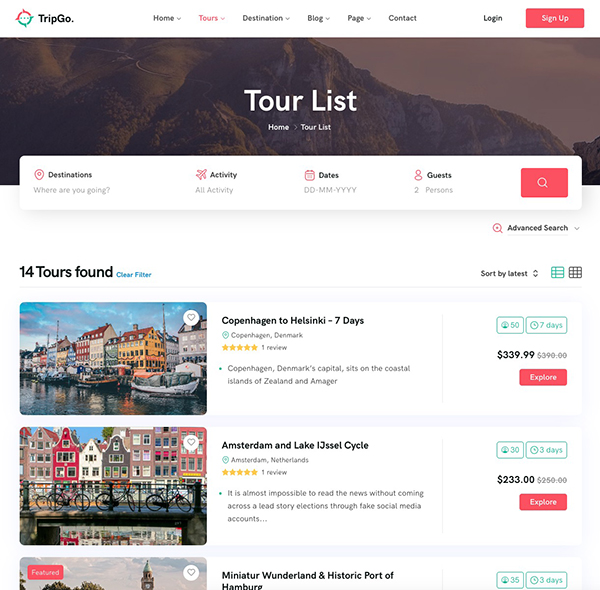 TripGo.
Home Tours Destination Blog Page Contact Login Sign Up
Tour List
Home > Tour List
Destinations Activity Dates Guests
Where are you going? All Activity DD-MM-YYYY 2 Persons
Advanced Search
14 Tours found Clear Filter
Sort by latest
Copenhagen to Helsinki – 7 Days
50 7 days
Copenhagen, Denmark
1 review
$339.99 $390.00
Copenhagen, Denmark's capital, sits on the coastal
islands of Zealand and Amager
Explore
Amsterdam and Lake IJssel Cycle
30 3 days
Amsterdam, Netherlands
1 review
$233.00 $250.00
It is almost impossible to read the news without coming
across a lead story elections through fake social media
accounts...
Explore
Featured
Miniatur Wunderland & Historic Port of
Hamburg
35 3 days